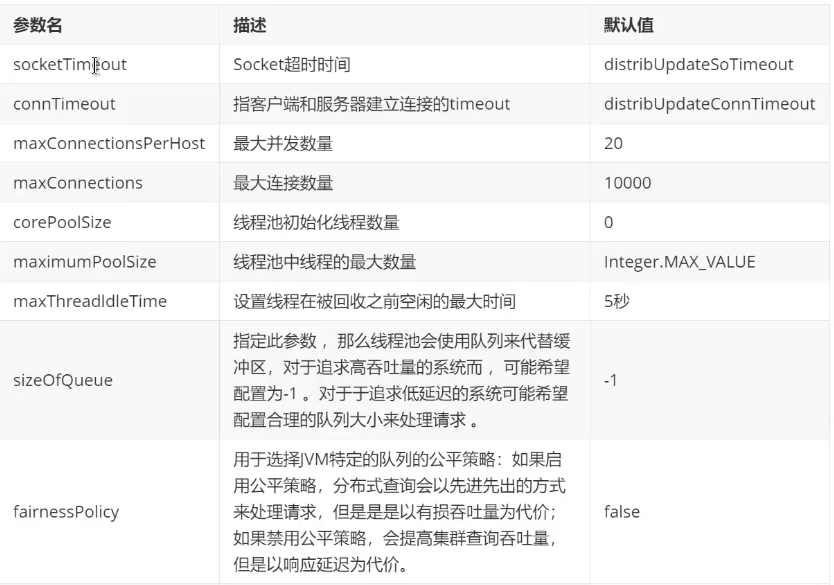 参数名 描述 默认值
socketTimeout Socket超时时间 distribUpdateSoTimeout
connTimeout 指客户端和服务器建立连接的timeout distribUpdateConnTimeout
maxConnectionsPerHost 最大并发数量 20
maxConnections 最大连接数量 10000
corePoolSize 线程池初始化线程数量 0
maximumPoolSize 线程池中线程的最大数量 Integer.MAX_VALUE
maxThreadIdleTime 设置线程在被回收之前空闲的最大时间 5秒
指定此参数 ，那么线程池会使用队列来代替缓
冲区，对于追求高吞吐量的系统而 ，可能希望
sizeOfQueue 配置为-1 。对于于追求低延迟的系统可能希望 -1
配置合理的队列大小来处理请求 。
用于选择JVM特定的队列的公平策略：如果启
用公平策略，分布式查询会以先进先出的方式
fairnessPolicy 来处理请求，但是是是以有损吞吐量为代价； false
如果禁用公平策略，会提高集群查询吞吐量，
但是以响应延迟为代价。